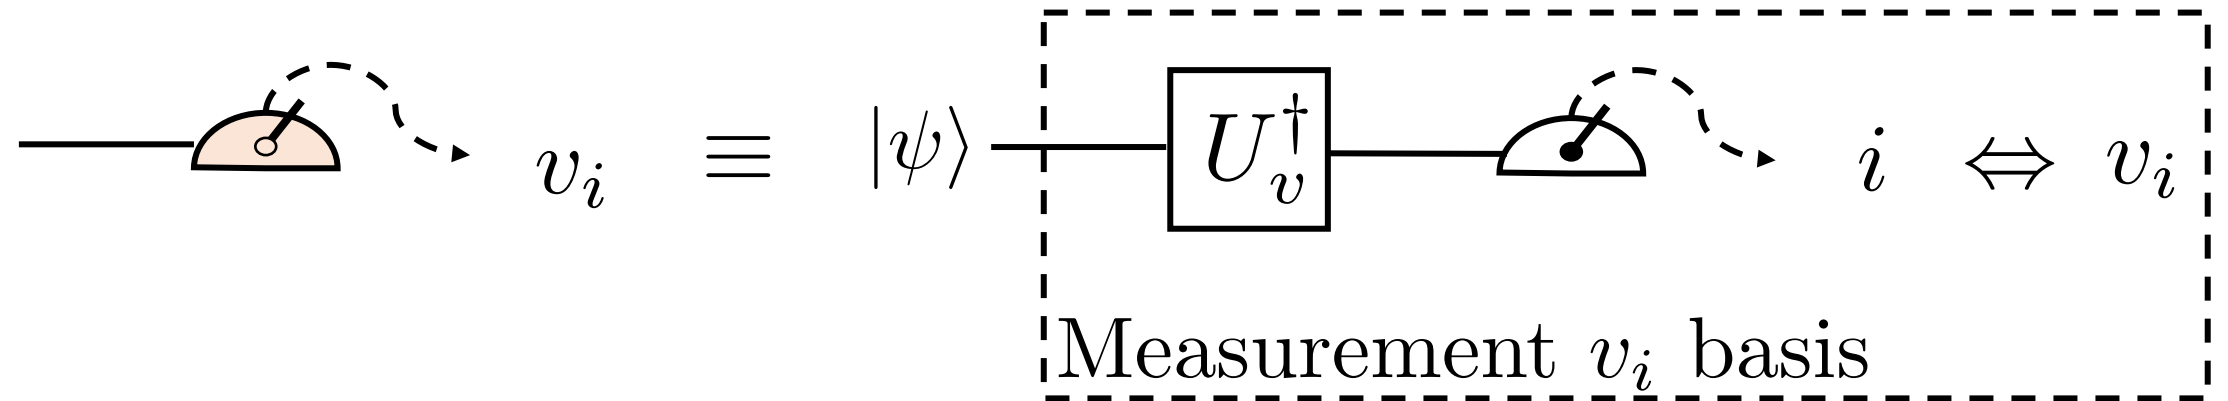 v_i ≡ |ψ⟩ U_v^† i ⇔ v_i
Measurement v_i basis